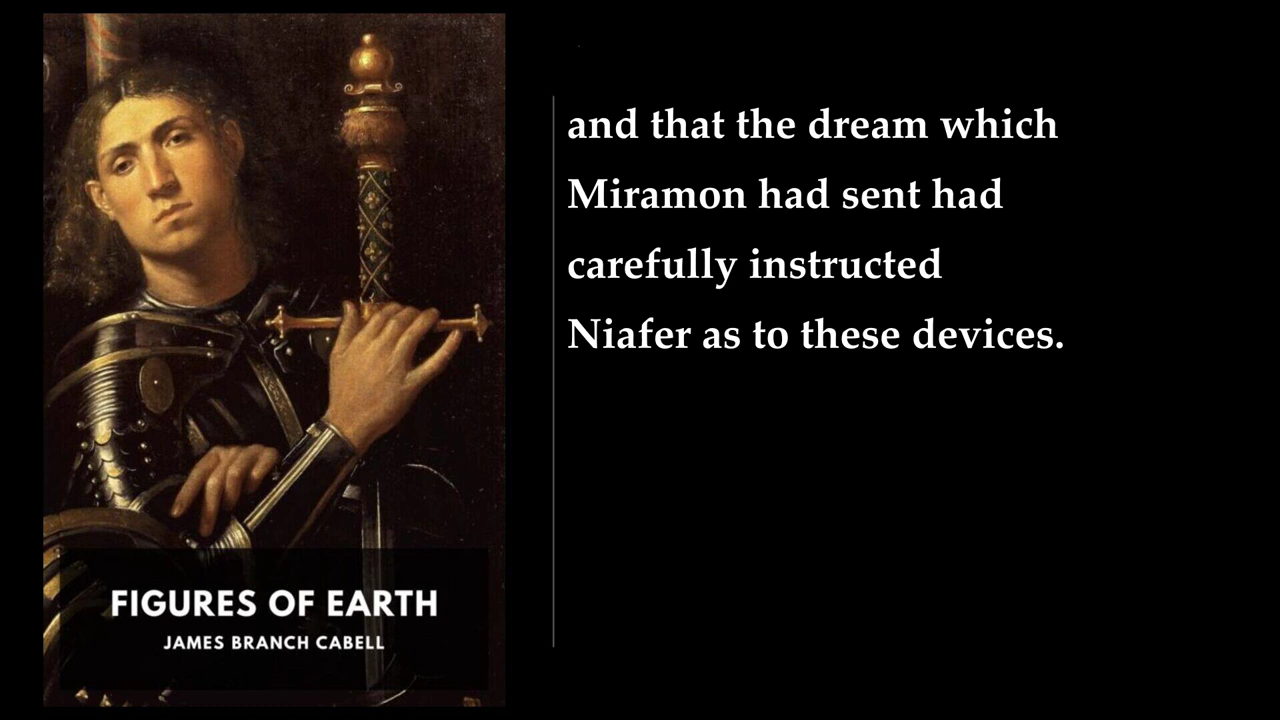 and that the dream which
Miramon had sent had
carefully instructed
Niafer as to these devices.
FIGURES OF EARTH
JAMES BRANCH CABELL